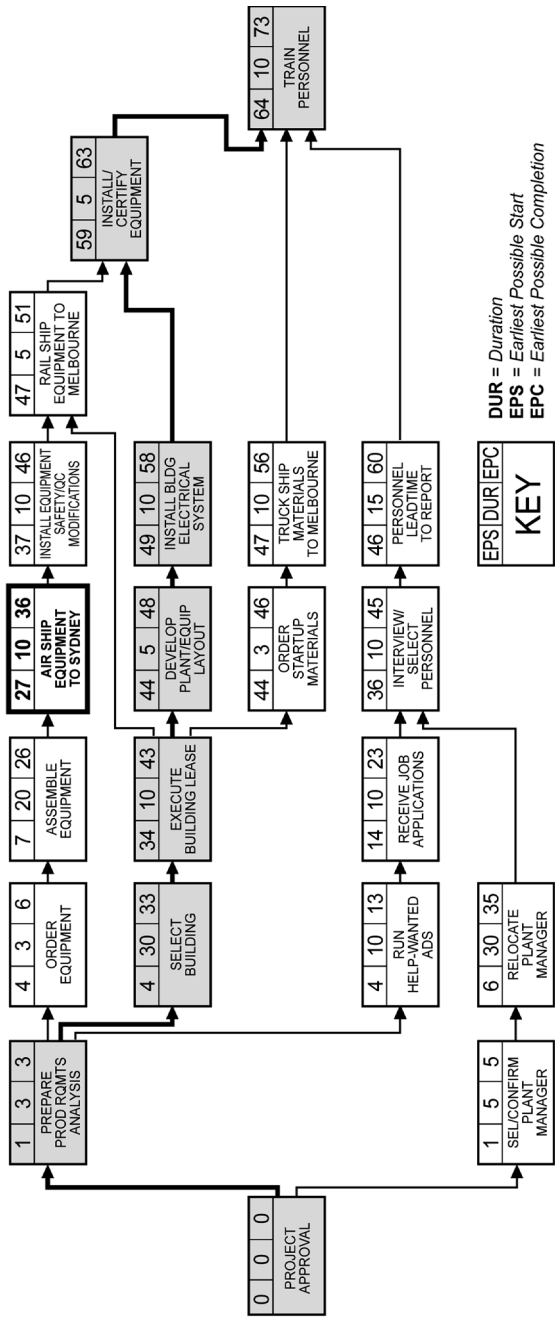 0 0 0
PROJECT
APPROVAL
1 3 3
PREPARE
PROD RQMTS
ANALYSIS
1 5 5
SEL/CONFIRM
PLANT
MANAGER
4 3 6
ORDER
EQUIPMENT
4 30 33
SELECT
BUILDING
4 10 13
RUN
HELP-WANTED
ADS
6 30 35
RELOCATE
PLANT
MANAGER
7 20 26
ASSEMBLE
EQUIPMENT
34 10 43
EXECUTE
BUILDING LEASE
14 10 23
RECEIVE JOB
APPLICATIONS
27 10 36
AIR SHIP
EQUIPMENT
TO SYDNEY
44 5 48
DEVELOP
PLANT/EQUIP
LAYOUT
44 3 46
ORDER
STARTUP
MATERIALS
36 10 45
INTERVIEW/
SELECT
PERSONNEL
37 10 46
INSTALL EQUIPMENT
SAFETY/QC
MODIFICATIONS
49 10 58
INSTALL BLDG
ELECTRICAL
SYSTEM
47 10 56
TRUCK SHIP
MATERIALS
TO MELBOURNE
46 15 60
PERSONNEL
LEADTIME
TO REPORT
47 5 51
RAIL SHIP
EQUIPMENT TO
MELBOURNE
59 5 63
INSTALL/
CERTIFY
EQUIPMENT
64 10 73
TRAIN
PERSONNEL
EPS DUR EPC
KEY
DUR = Duration
EPS = Earliest Possible Start
EPC = Earliest Possible Completion